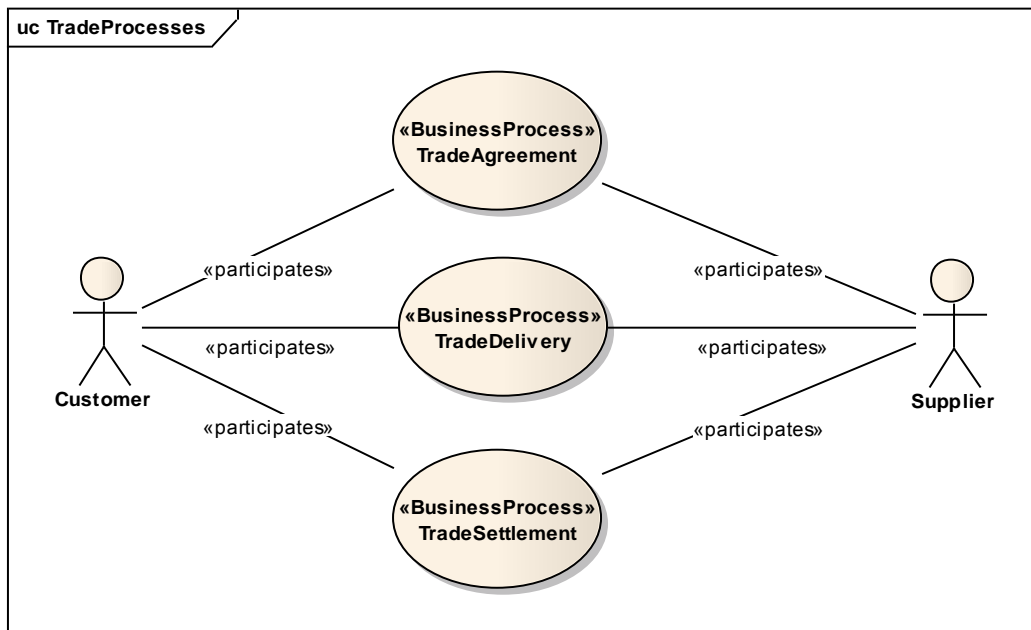 uc TradeProcesses
«BusinessProcess»
TradeAgreement
«participates»
«participates»
«BusinessProcess»
TradeDelivery
«participates»
«participates»
Customer
Supplier
«participates»
«participates»
«BusinessProcess»
TradeSettlement